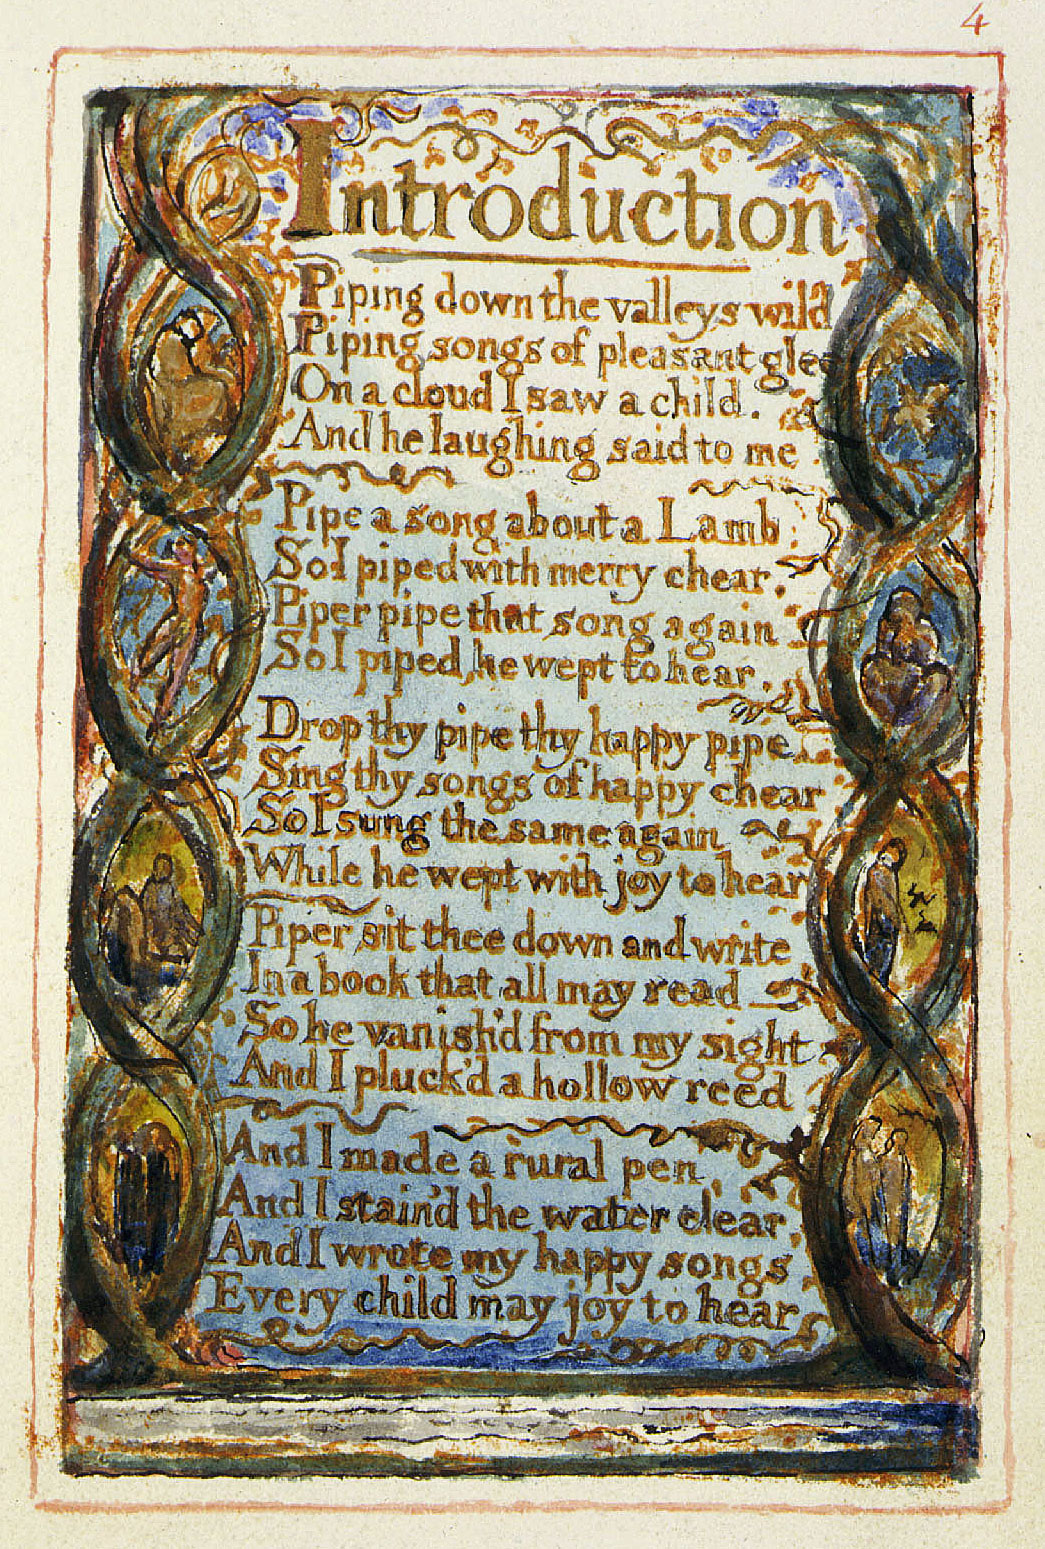 4
Introduction
Piping down the valleys wild
Piping songs of pleasant glee
On a cloud I saw a child.
And he laughing said to me
Pipe a song about a Lamb;
So I piped with merry chear,
Piper pipe that song again
So I piped, he wept to hear.
Drop thy pipe thy happy pipe
Sing thy songs of happy chear
So I sung the same again
While he wept with joy to hear
Piper sit thee down and write
In a book that all may read
So he vanish'd from my sight
And I pluck'd a hollow reed
And I made a rural pen,
And I stain'd the water clear,
And I wrote my happy songs,
Every child may joy to hear